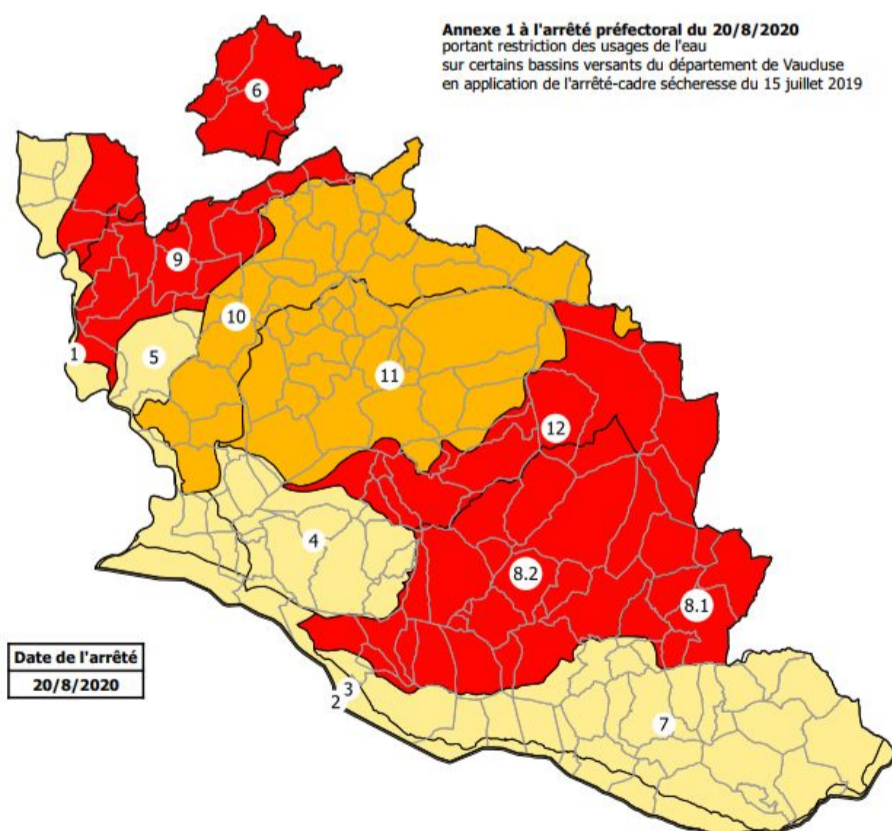 Annexe 1 à l'arrêté préfectoral du 20/8/2020
portant restriction des usages de l'eau
sur certains bassins versants du département de Vaucluse
en application de l'arrêté-cadre sécheresse du 15 juillet 2019
6
9
10
1
5
11
12
4
8.2
8.1
Date de l'arrêté
20/8/2020
3
2
7